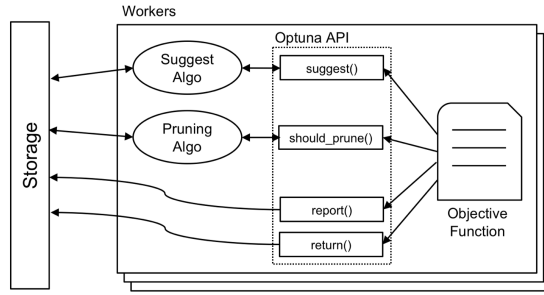 Workers
Optuna API
Suggest
Algo
suggest()
Pruning
Algo
should_prune()
Storage
report()
return()
Objective
Function